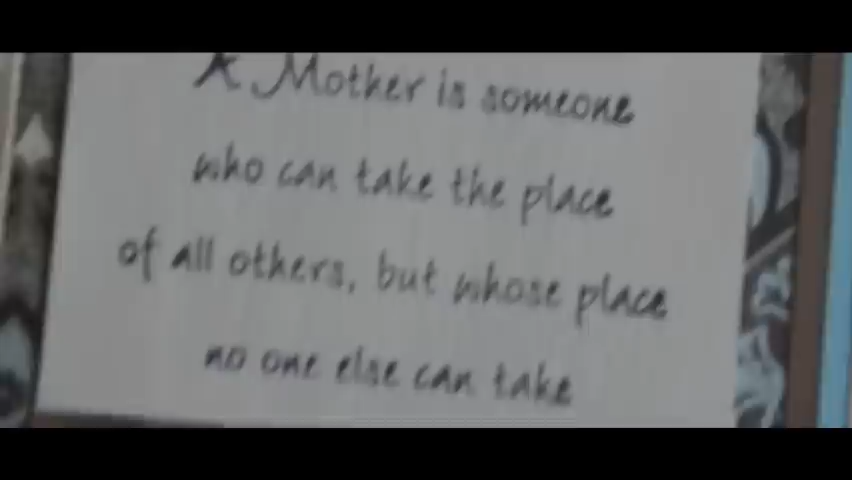 A Mother is someone
who can take the place
of all others, but whose place
no one else can take